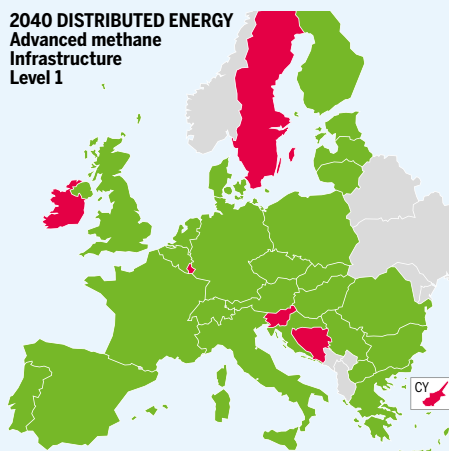 2040 DISTRIBUTED ENERGY
Advanced methane
Infrastructure
Level 1
CY